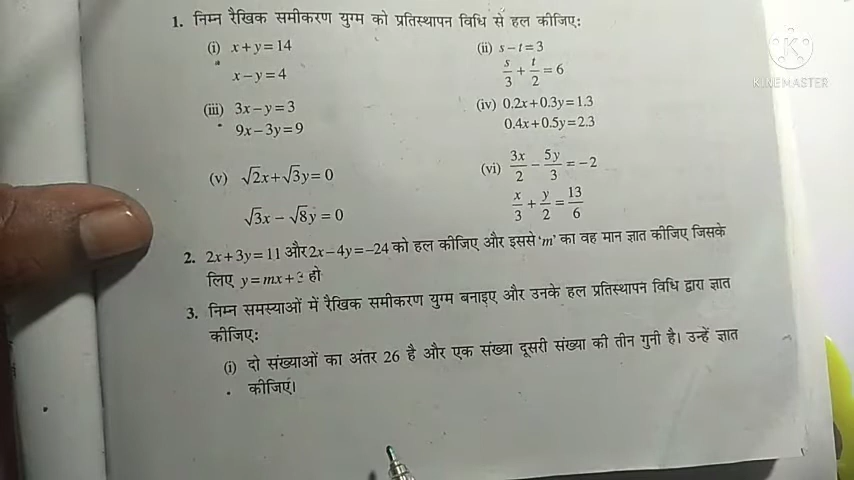 1. निम्न रैखिक समीकरण युग्म को प्रतिस्थापन विधि से हल कीजिए:
(i) x + y = 14 (ii) s – t = 3
x – y = 4 s/3 + t/2 = 6
(iii) 3x – y = 3 (iv) 0.2x + 0.3y = 1.3
9x – 3y = 9 0.4x + 0.5y = 2.3
(v) √2x + √3y = 0 (vi) 3x/2 – 5y/3 = –2
√3x – √8y = 0 x/3 + y/2 = 13/6
2. 2x + 3y = 11 और 2x – 4y = –24 को हल कीजिए और इससे 'm' का वह मान ज्ञात कीजिए जिसके
लिए y = mx + 3 हो
3. निम्न समस्याओं में रैखिक समीकरण युग्म बनाइए और उनके हल प्रतिस्थापन विधि द्वारा ज्ञात
कीजिए:
(i) दो संख्याओं का अंतर 26 है और एक संख्या दूसरी संख्या की तीन गुनी है। उन्हें ज्ञात
कीजिएं।
KINEMASTER